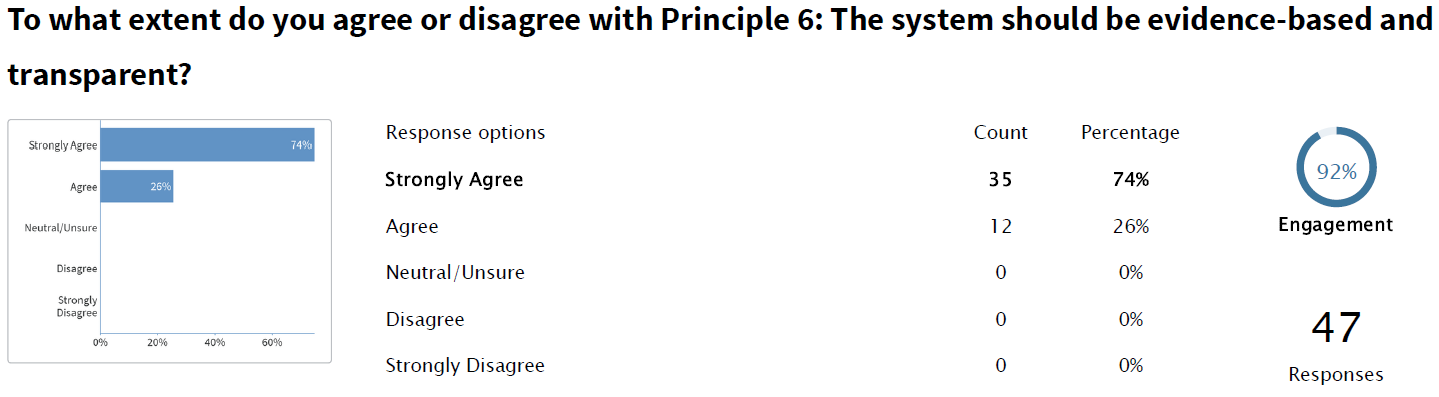 To what extent do you agree or disagree with Principle 6: The system should be evidence-based and
transparent?
Strongly Agree 74%
Agree 26%
Neutral/Unsure
Disagree
Strongly
Disagree
0% 20% 40% 60%
Response options Count Percentage
Strongly Agree 35 74%
Agree 12 26%
Neutral/Unsure 0 0%
Disagree 0 0%
Strongly Disagree 0 0%
92%
Engagement
47
Responses